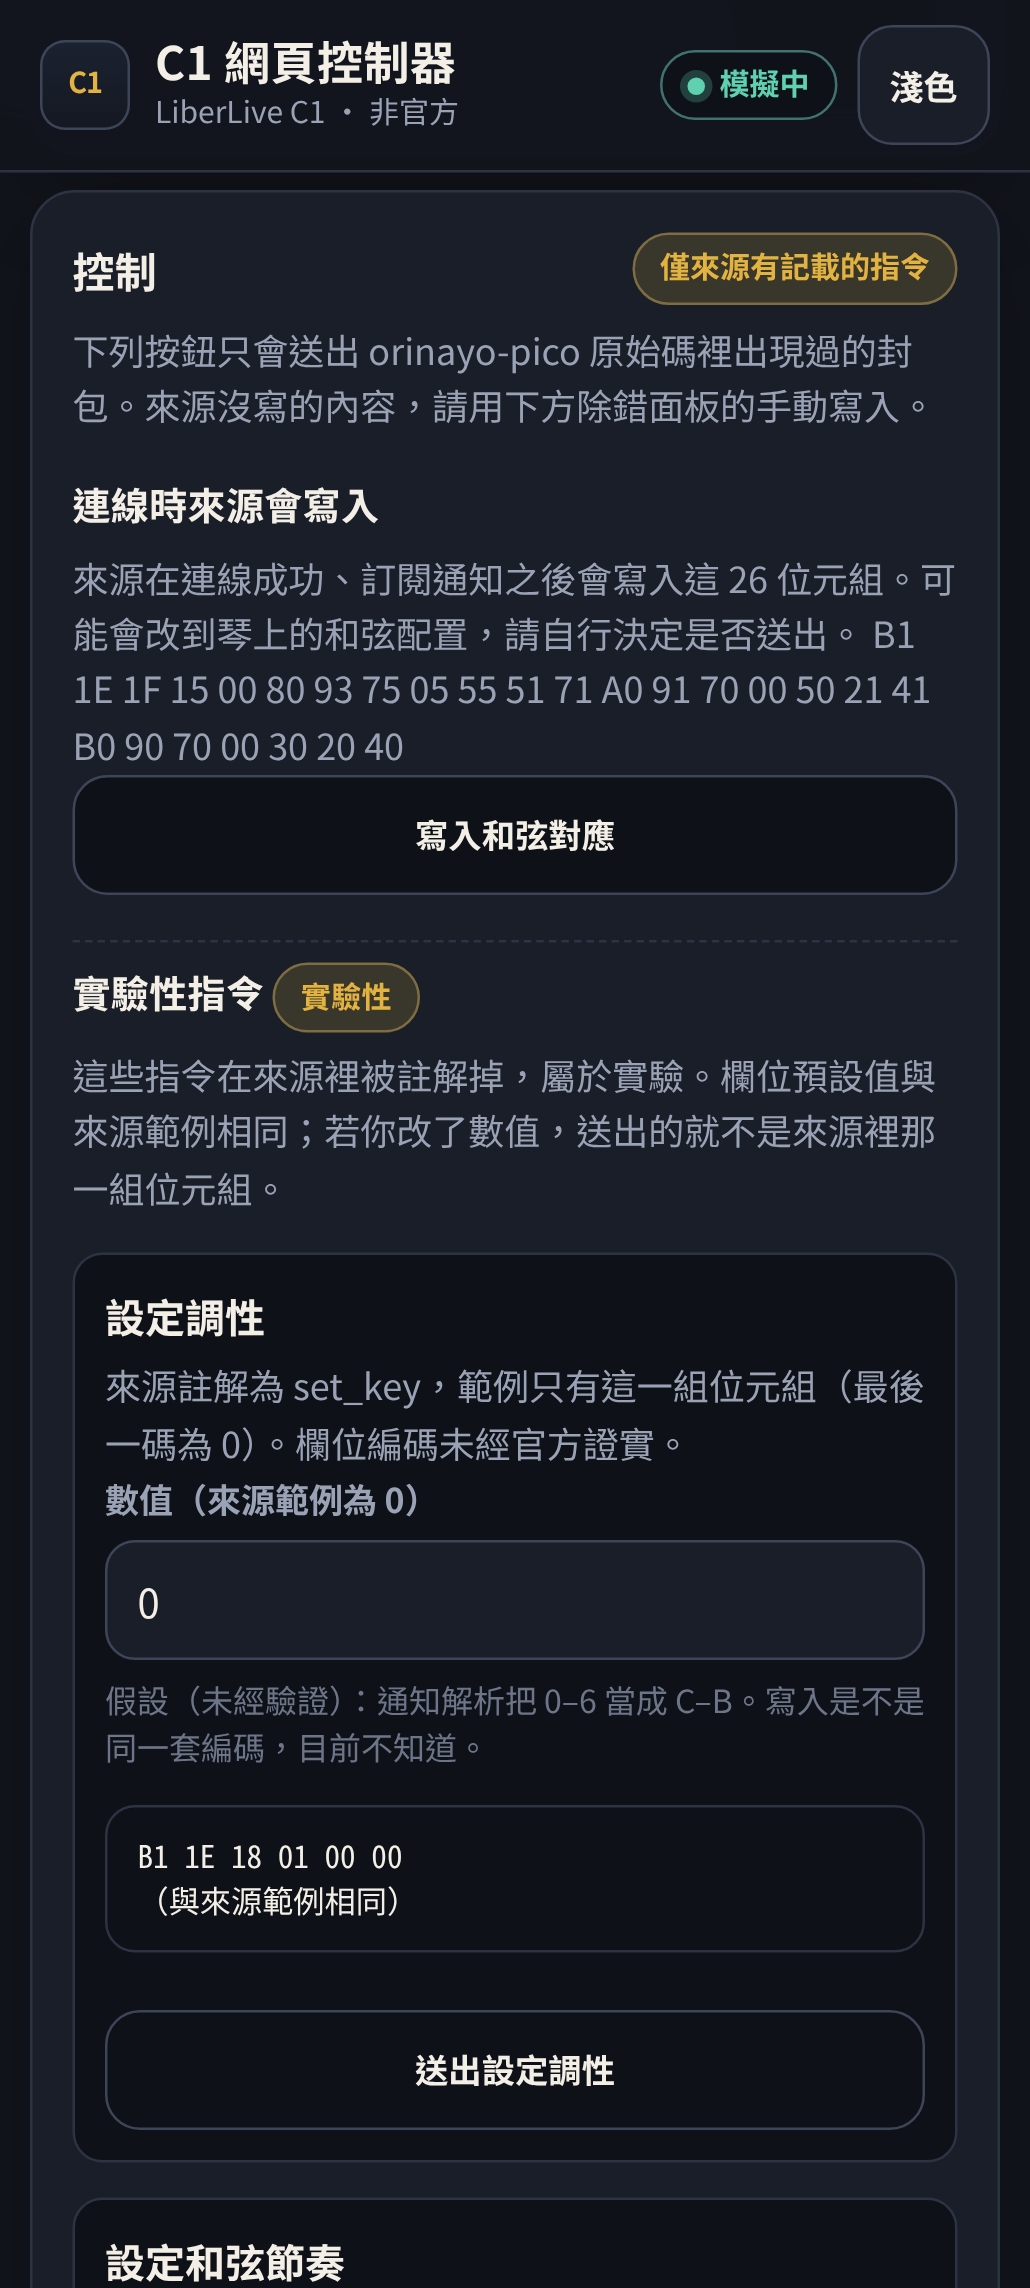 C1
C1 網頁控制器
LiberLive C1 · 非官方
模擬中
淺色
控制
僅來源有記載的指令
下列按鈕只會送出 orinayo-pico 原始碼裡出現過的封
包。來源沒寫的內容，請用下方除錯面板的手動寫入。
連線時來源會寫入
來源在連線成功、訂閱通知之後會寫入這 26 位元組。可
能會改到琴上的和弦配置，請自行決定是否送出。 B1
1E 1F 15 00 80 93 75 05 55 51 71 A0 91 70 00 50 21 41
B0 90 70 00 30 20 40
寫入和弦對應
實驗性指令
實驗性
這些指令在來源裡被註解掉，屬於實驗。欄位預設值與
來源範例相同；若你改了數值，送出的就不是來源裡那
一組位元組。
設定調性
來源註解為 set_key，範例只有這一組位元組（最後
一碼為 0）。欄位編碼未經官方證實。
數值（來源範例為 0）
0
假設（未經驗證）：通知解析把 0–6 當成 C–B。寫入是不是
同一套編碼，目前不知道。
B1 1E 18 01 00 00
（與來源範例相同）
送出設定調性
設定和弦節奏